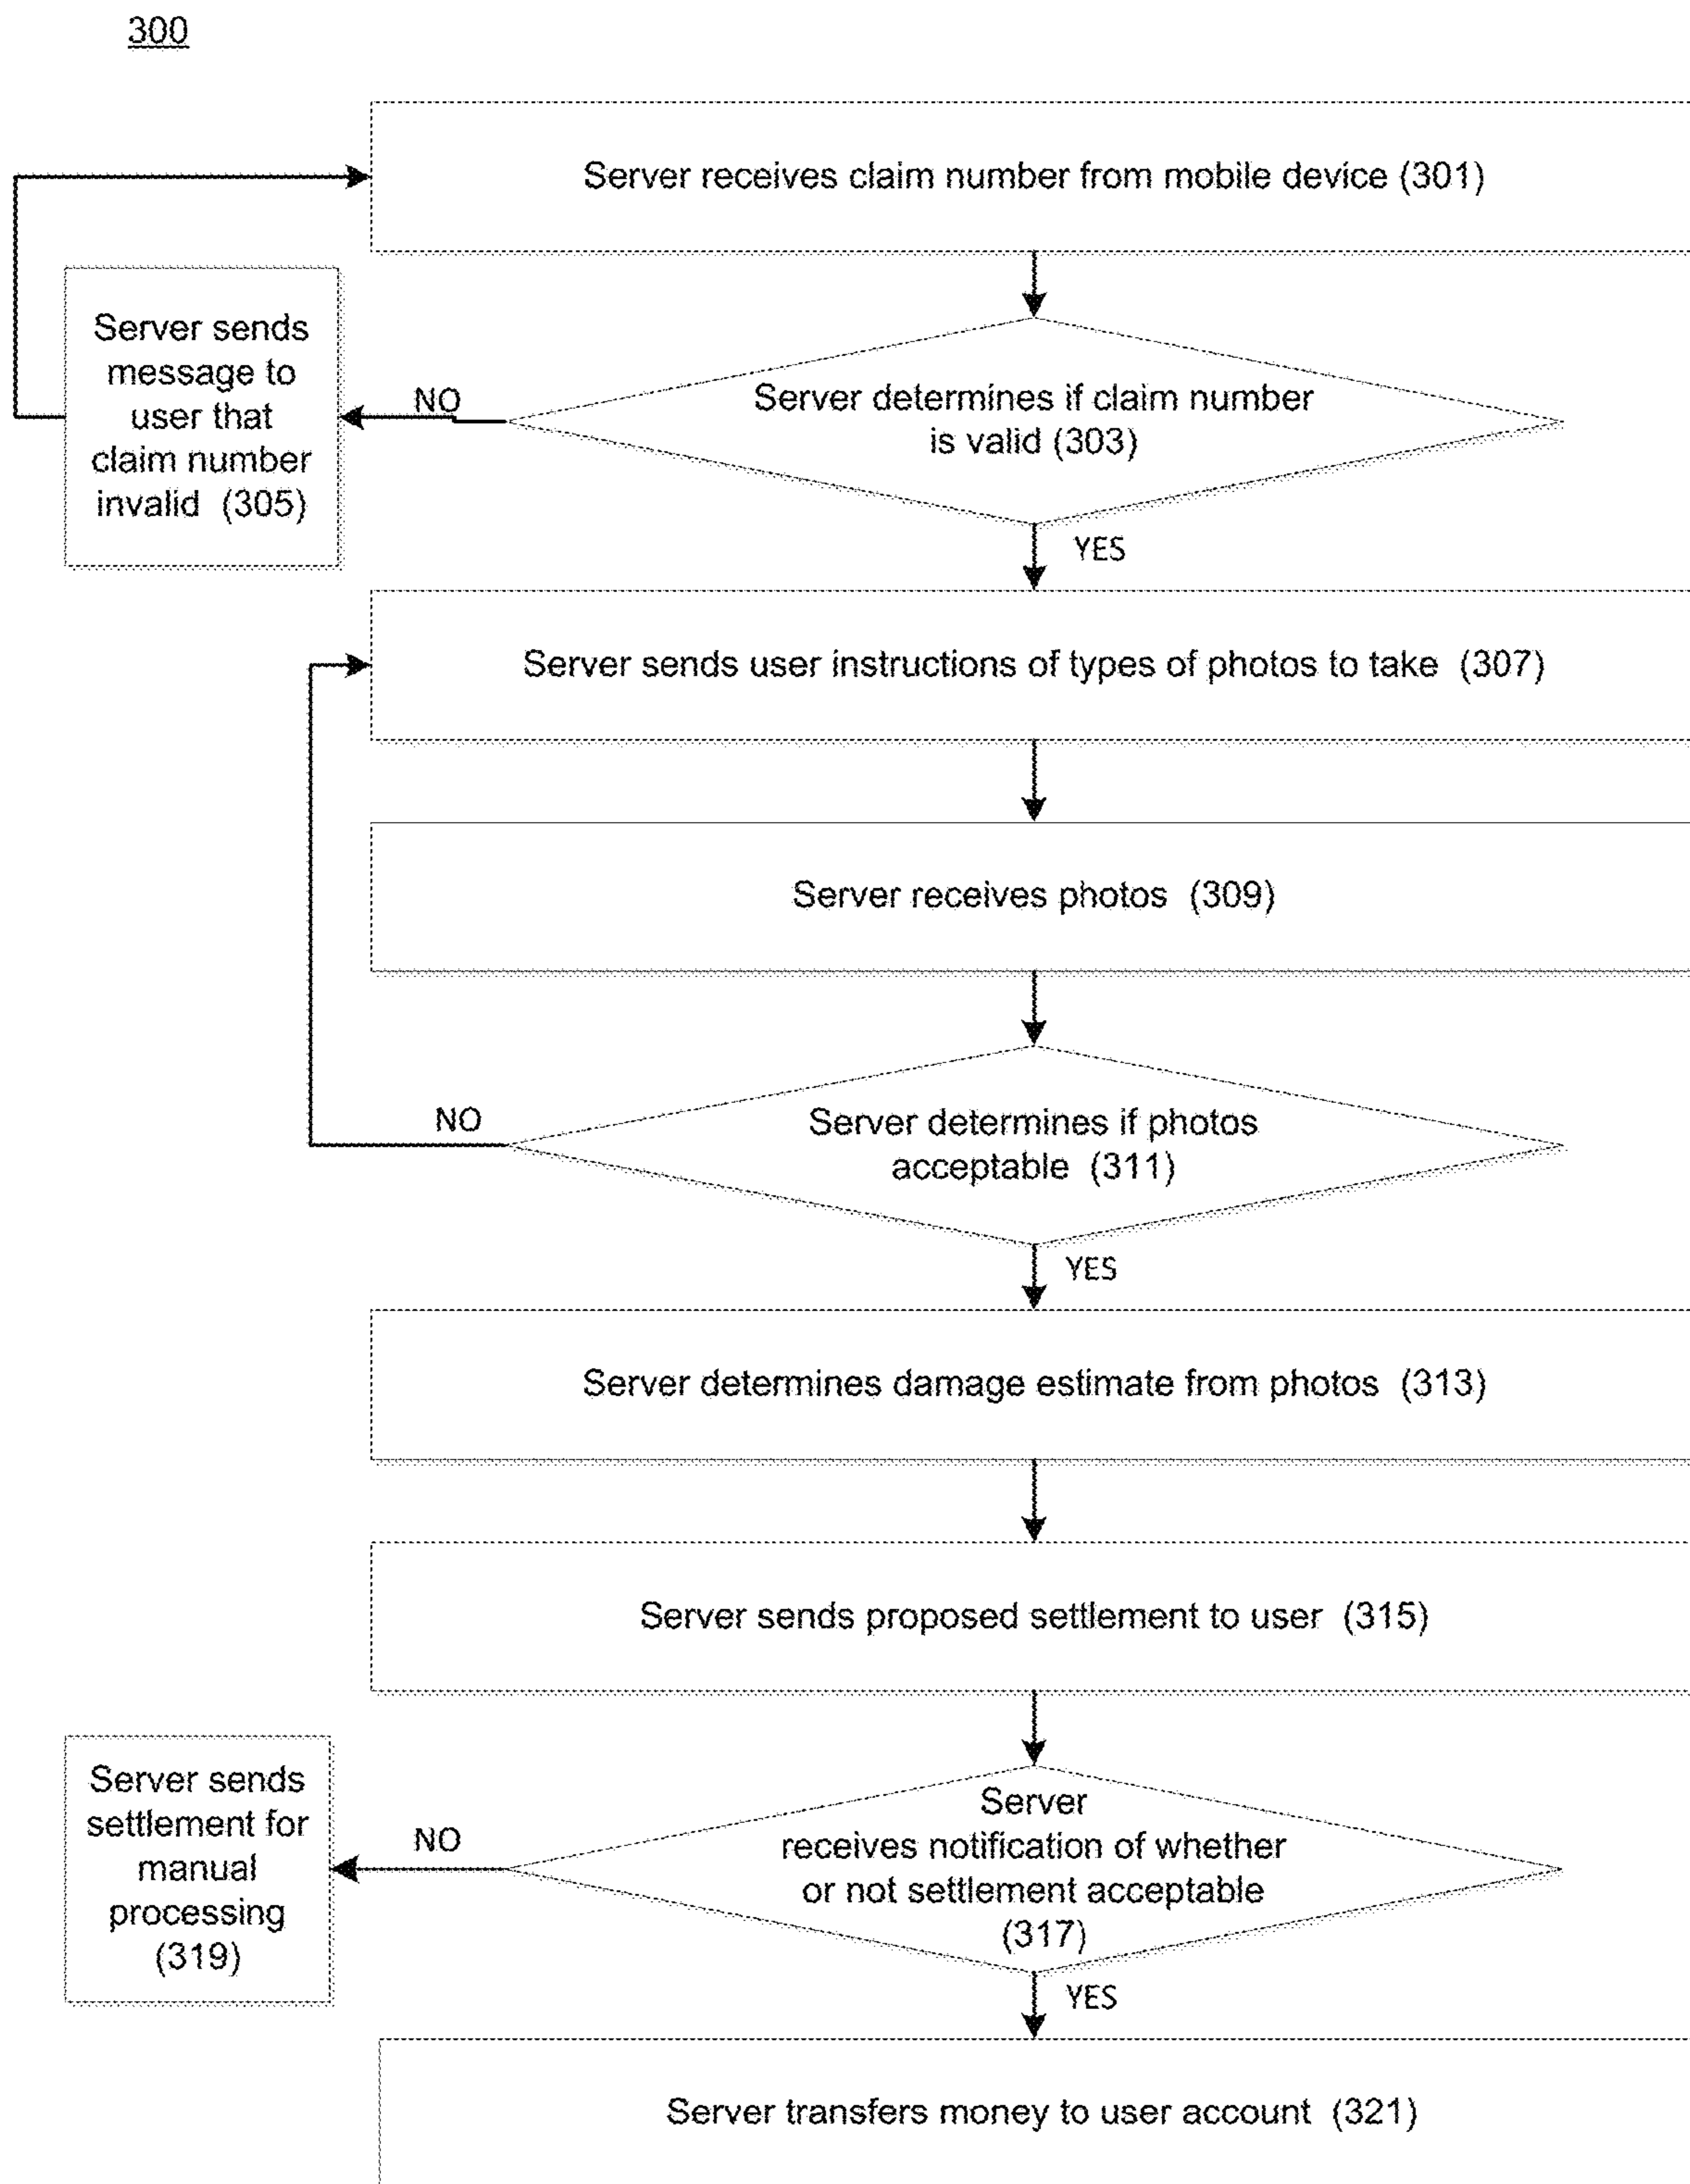 300
Server receives claim number from mobile device (301)
Server sends
message to
user that
claim number
invalid (305)
NO
Server determines if claim number
is valid (303)
YES
Server sends user instructions of types of photos to take (307)
Server receives photos (309)
NO
Server determines if photos
acceptable (311)
YES
Server determines damage estimate from photos (313)
Server sends proposed settlement to user (315)
Server sends
settlement for
manual
processing
(319)
NO
Server
receives notification of whether
or not settlement acceptable
(317)
YES
Server transfers money to user account (321)